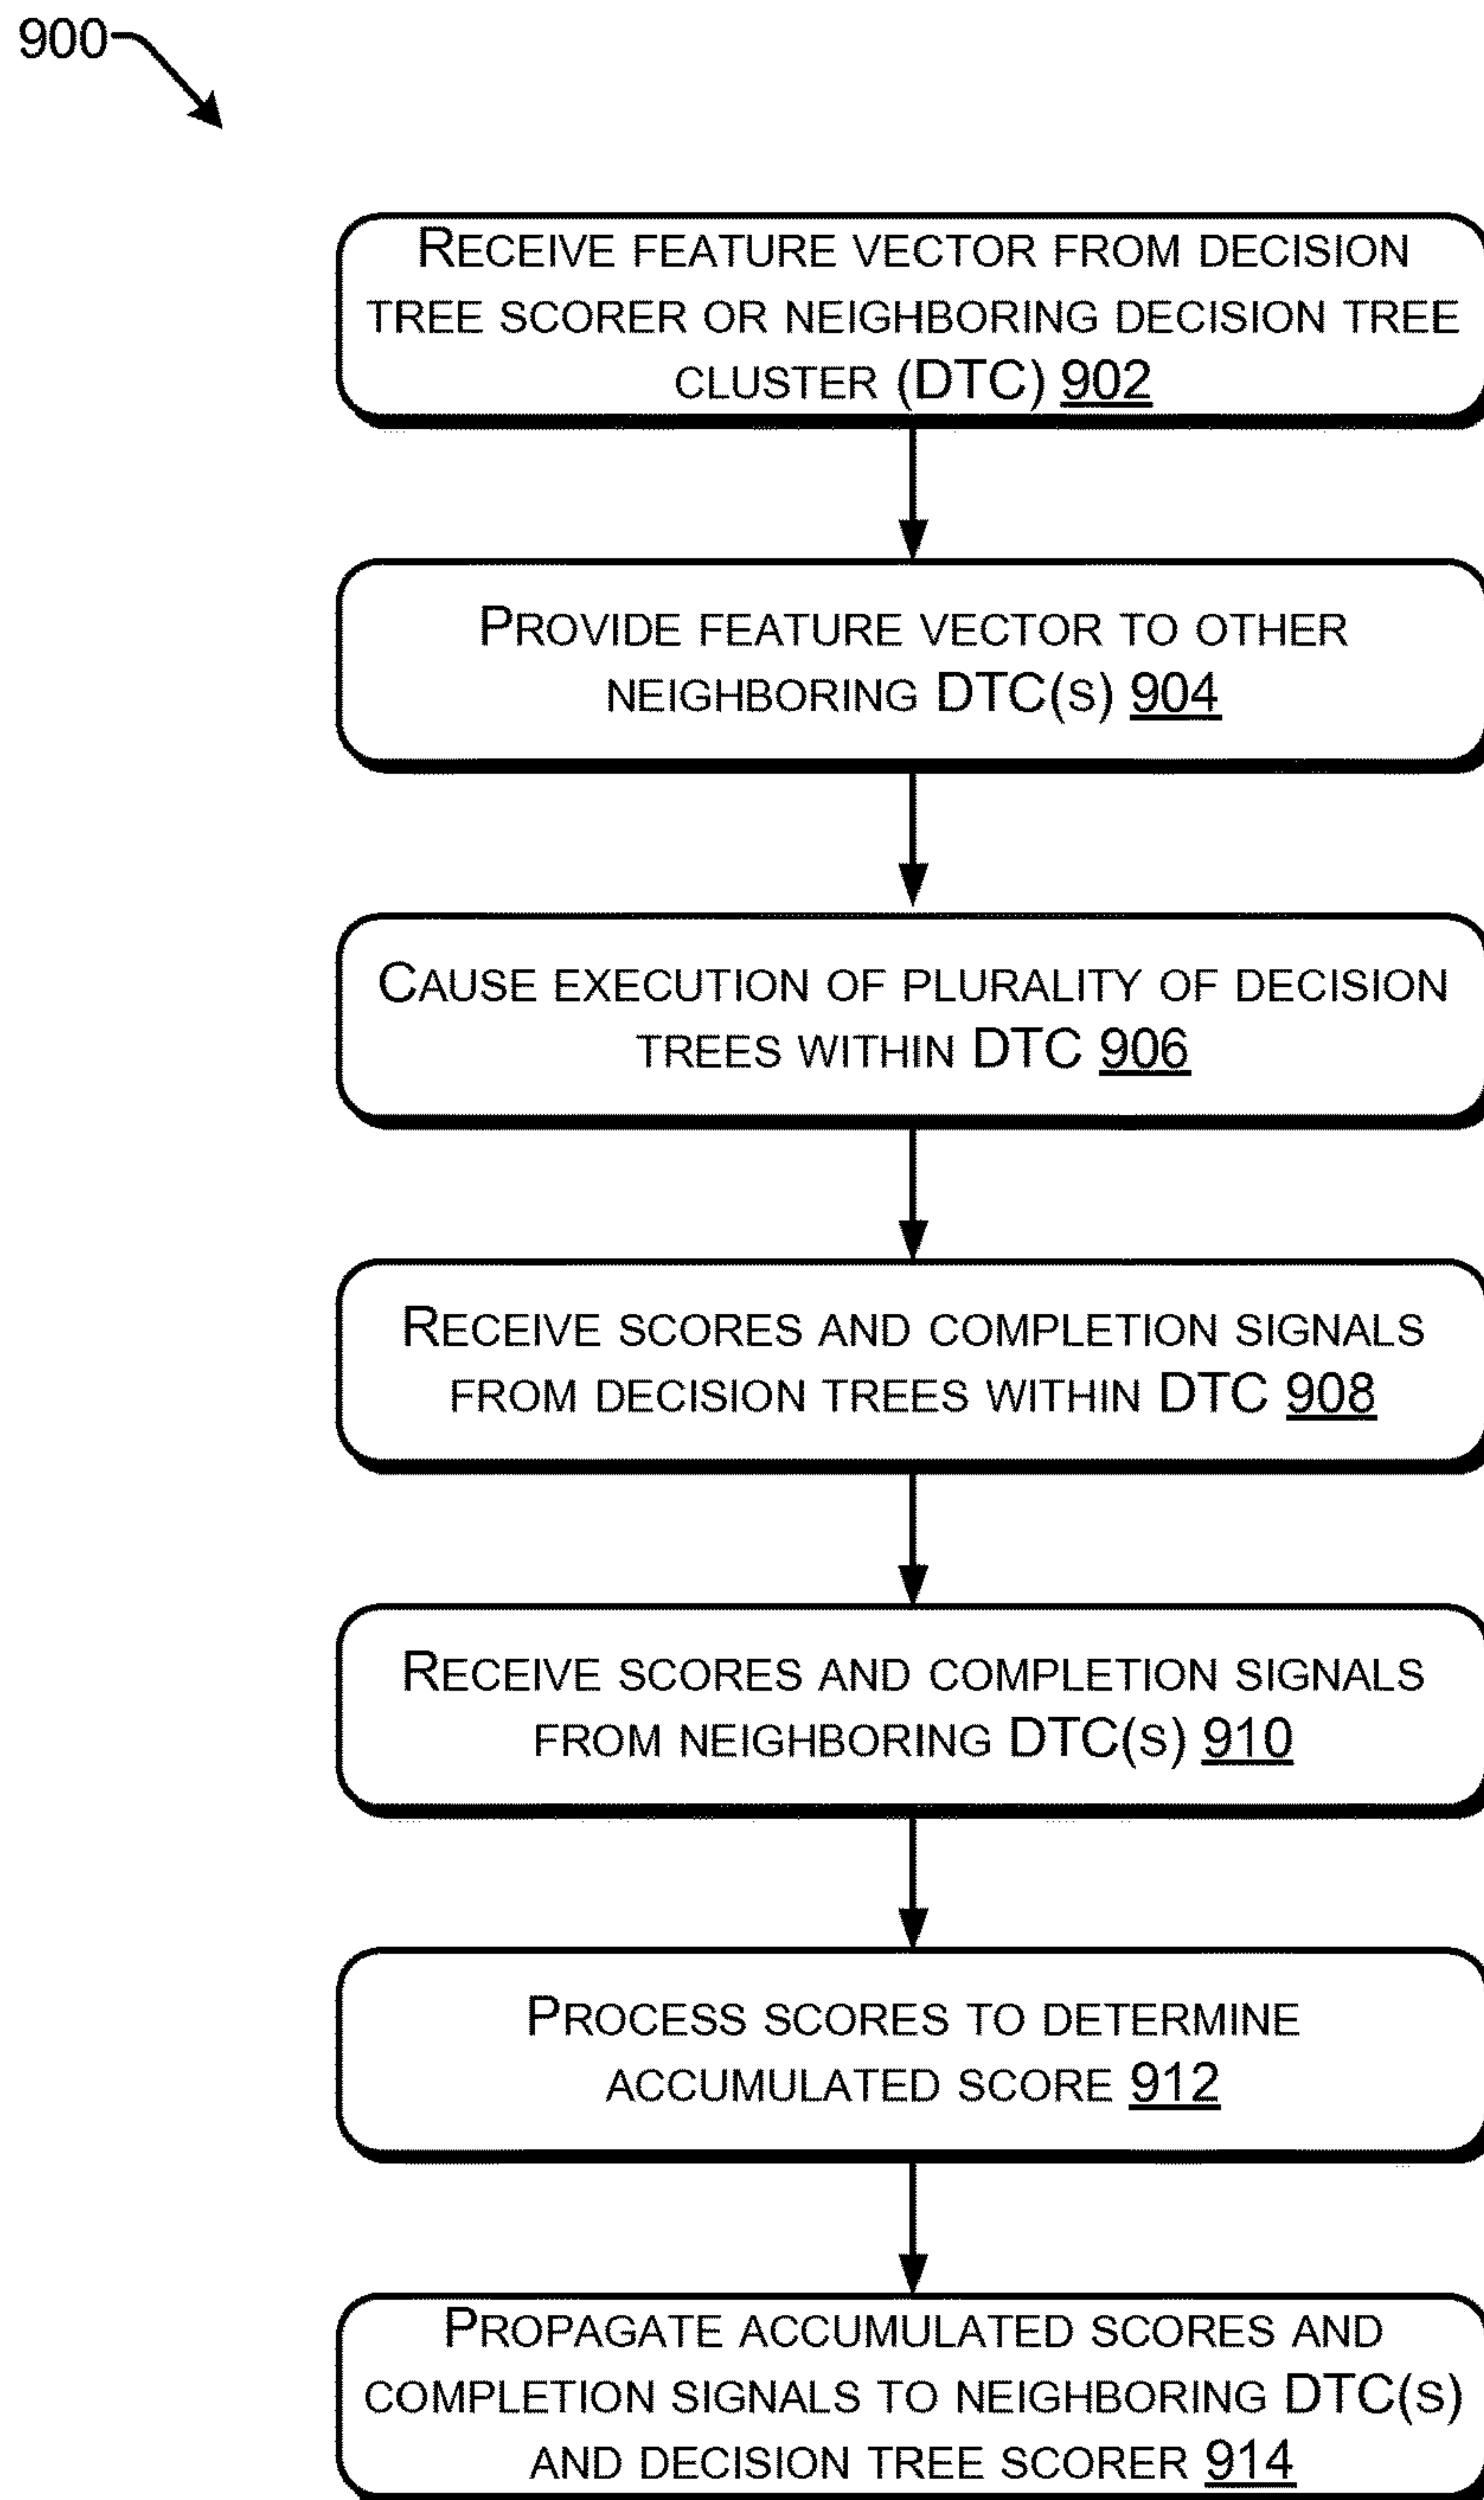 900
RECEIVE FEATURE VECTOR FROM DECISION
TREE SCORER OR NEIGHBORING DECISION TREE
CLUSTER (DTC) 902
PROVIDE FEATURE VECTOR TO OTHER
NEIGHBORING DTC(S) 904
CAUSE EXECUTION OF PLURALITY OF DECISION
TREES WITHIN DTC 906
RECEIVE SCORES AND COMPLETION SIGNALS
FROM DECISION TREES WITHIN DTC 908
RECEIVE SCORES AND COMPLETION SIGNALS
FROM NEIGHBORING DTC(S) 910
PROCESS SCORES TO DETERMINE
ACCUMULATED SCORE 912
PROPAGATE ACCUMULATED SCORES AND
COMPLETION SIGNALS TO NEIGHBORING DTC(S)
AND DECISION TREE SCORER 914